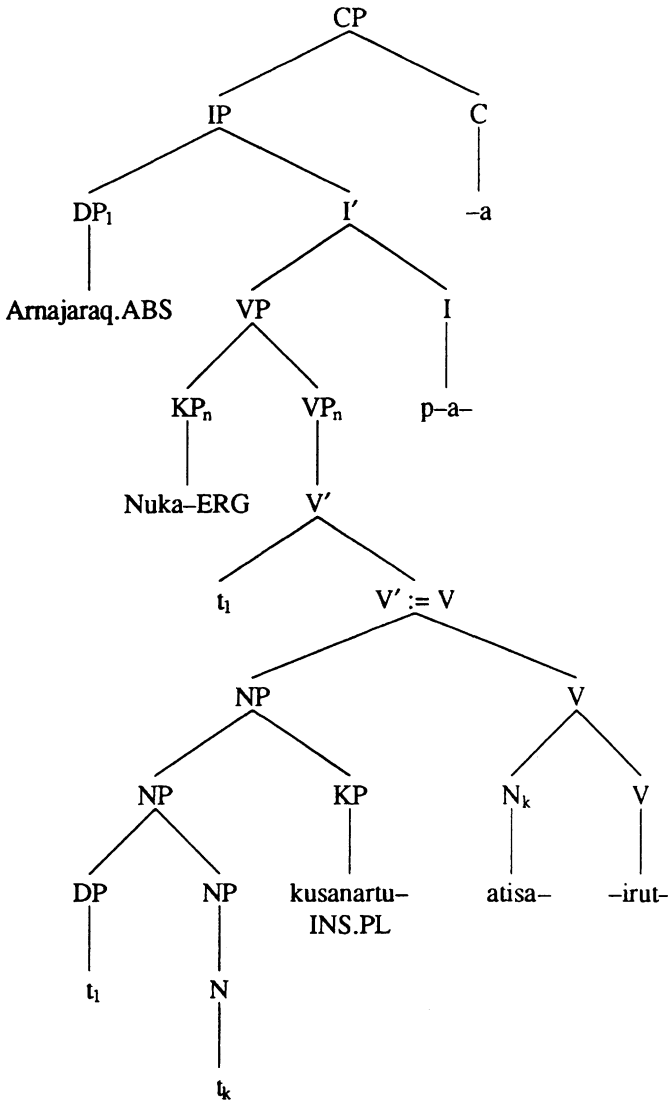 CP
IP C
DP₁ I′ –a
Arnajaraq.ABS VP I
KPₙ VPₙ p–a–
Nuka–ERG V′
t₁ V′ := V
NP V
NP KP Nₖ V
DP NP kusanartu– atisa– –irut–
INS.PL
t₁ N
tₖ